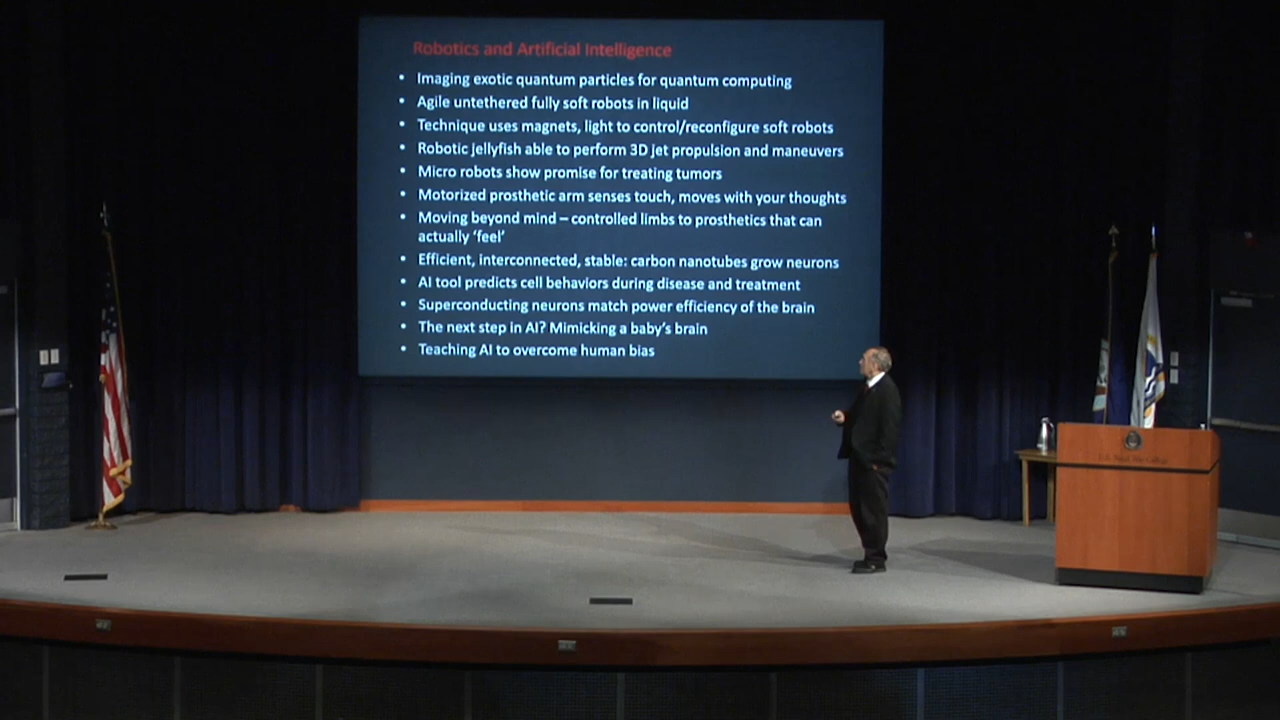 Robotics and Artificial Intelligence
• Imaging exotic quantum particles for quantum computing
• Agile untethered fully soft robots in liquid
• Technique uses magnets, light to control/reconfigure soft robots
• Robotic jellyfish able to perform 3D jet propulsion and maneuvers
• Micro robots show promise for treating tumors
• Motorized prosthetic arm senses touch, moves with your thoughts
• Moving beyond mind – controlled limbs to prosthetics that can
actually ‘feel’
• Efficient, interconnected, stable: carbon nanotubes grow neurons
• AI tool predicts cell behaviors during disease and treatment
• Superconducting neurons match power efficiency of the brain
• The next step in AI? Mimicking a baby’s brain
• Teaching AI to overcome human bias
U.S. Naval War College